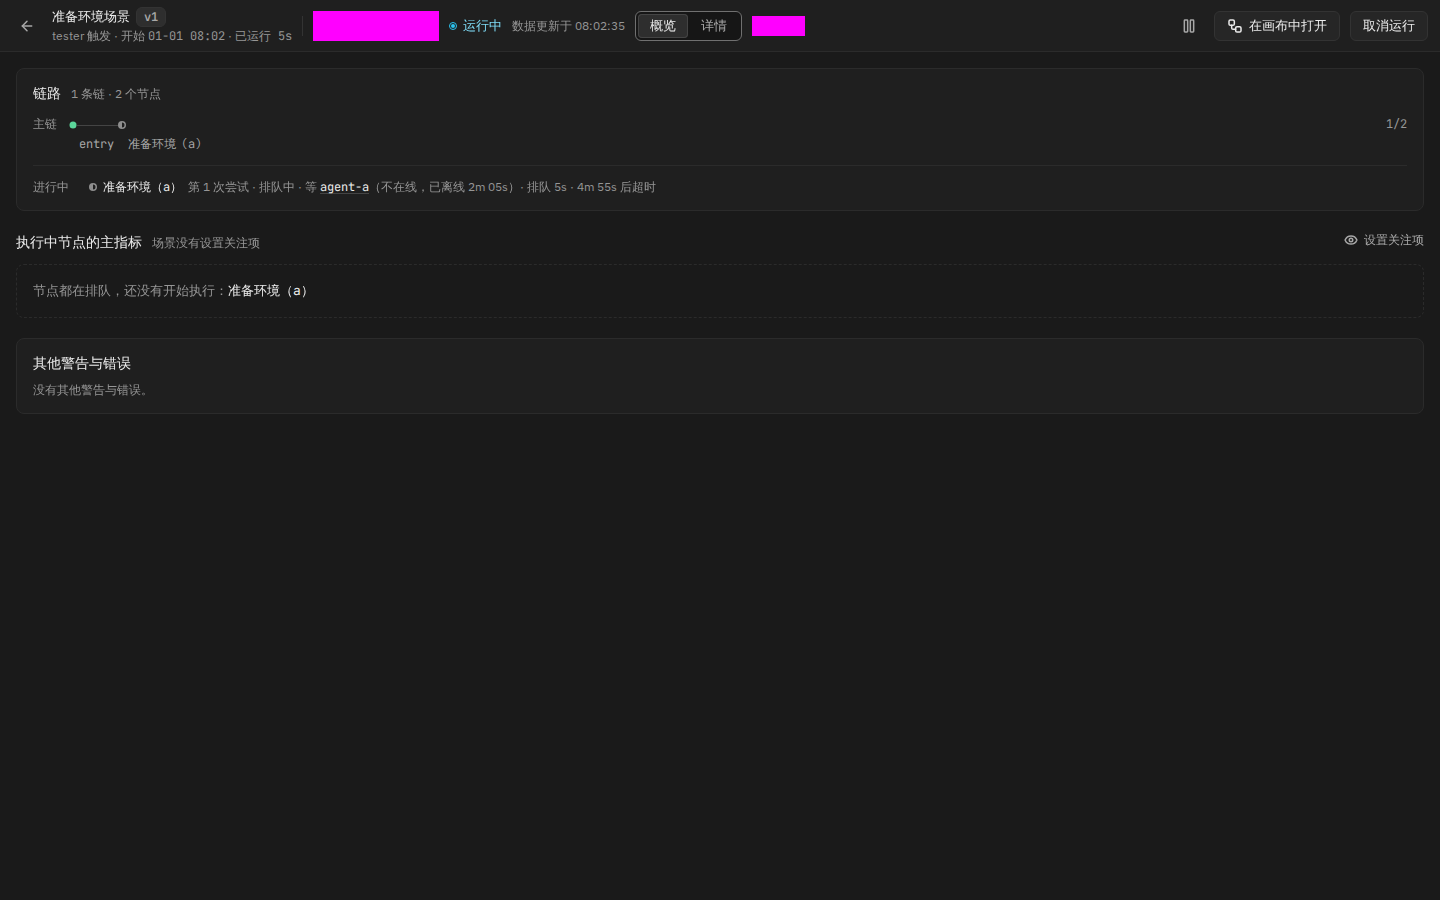 准备环境场景 v1
tester 触发 · 开始 01-01 08:02 · 已运行 5s
运行中 数据更新于 08:02:35 概览 详情
在画布中打开 取消运行
链路 1 条链 · 2 个节点
主链 1/2
entry 准备环境（a）
进行中 准备环境（a） 第 1 次尝试 · 排队中 · 等 agent-a（不在线，已离线 2m 05s）· 排队 5s · 4m 55s 后超时
执行中节点的主指标 场景没有设置关注项 设置关注项
节点都在排队，还没有开始执行：准备环境（a）
其他警告与错误
没有其他警告与错误。